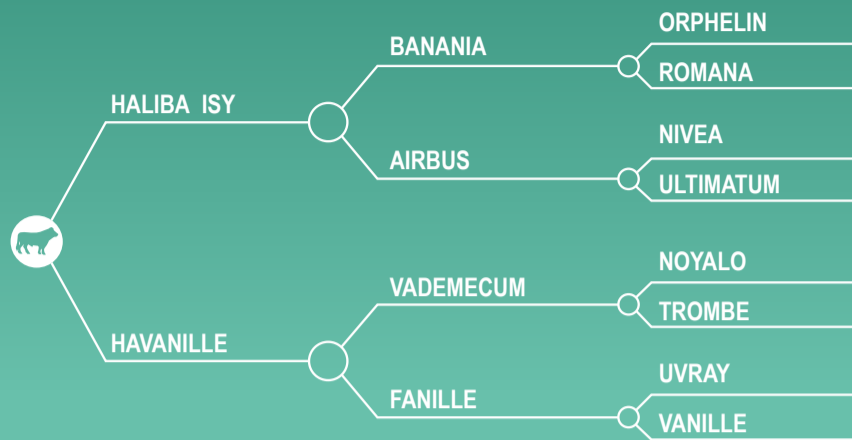 ORPHELIN
BANANIA
ROMANA
HALIBA ISY
NIVEA
AIRBUS
ULTIMATUM
NOYALO
VADEMECUM
TROMBE
HAVANILLE
UVRAY
FANILLE
VANILLE